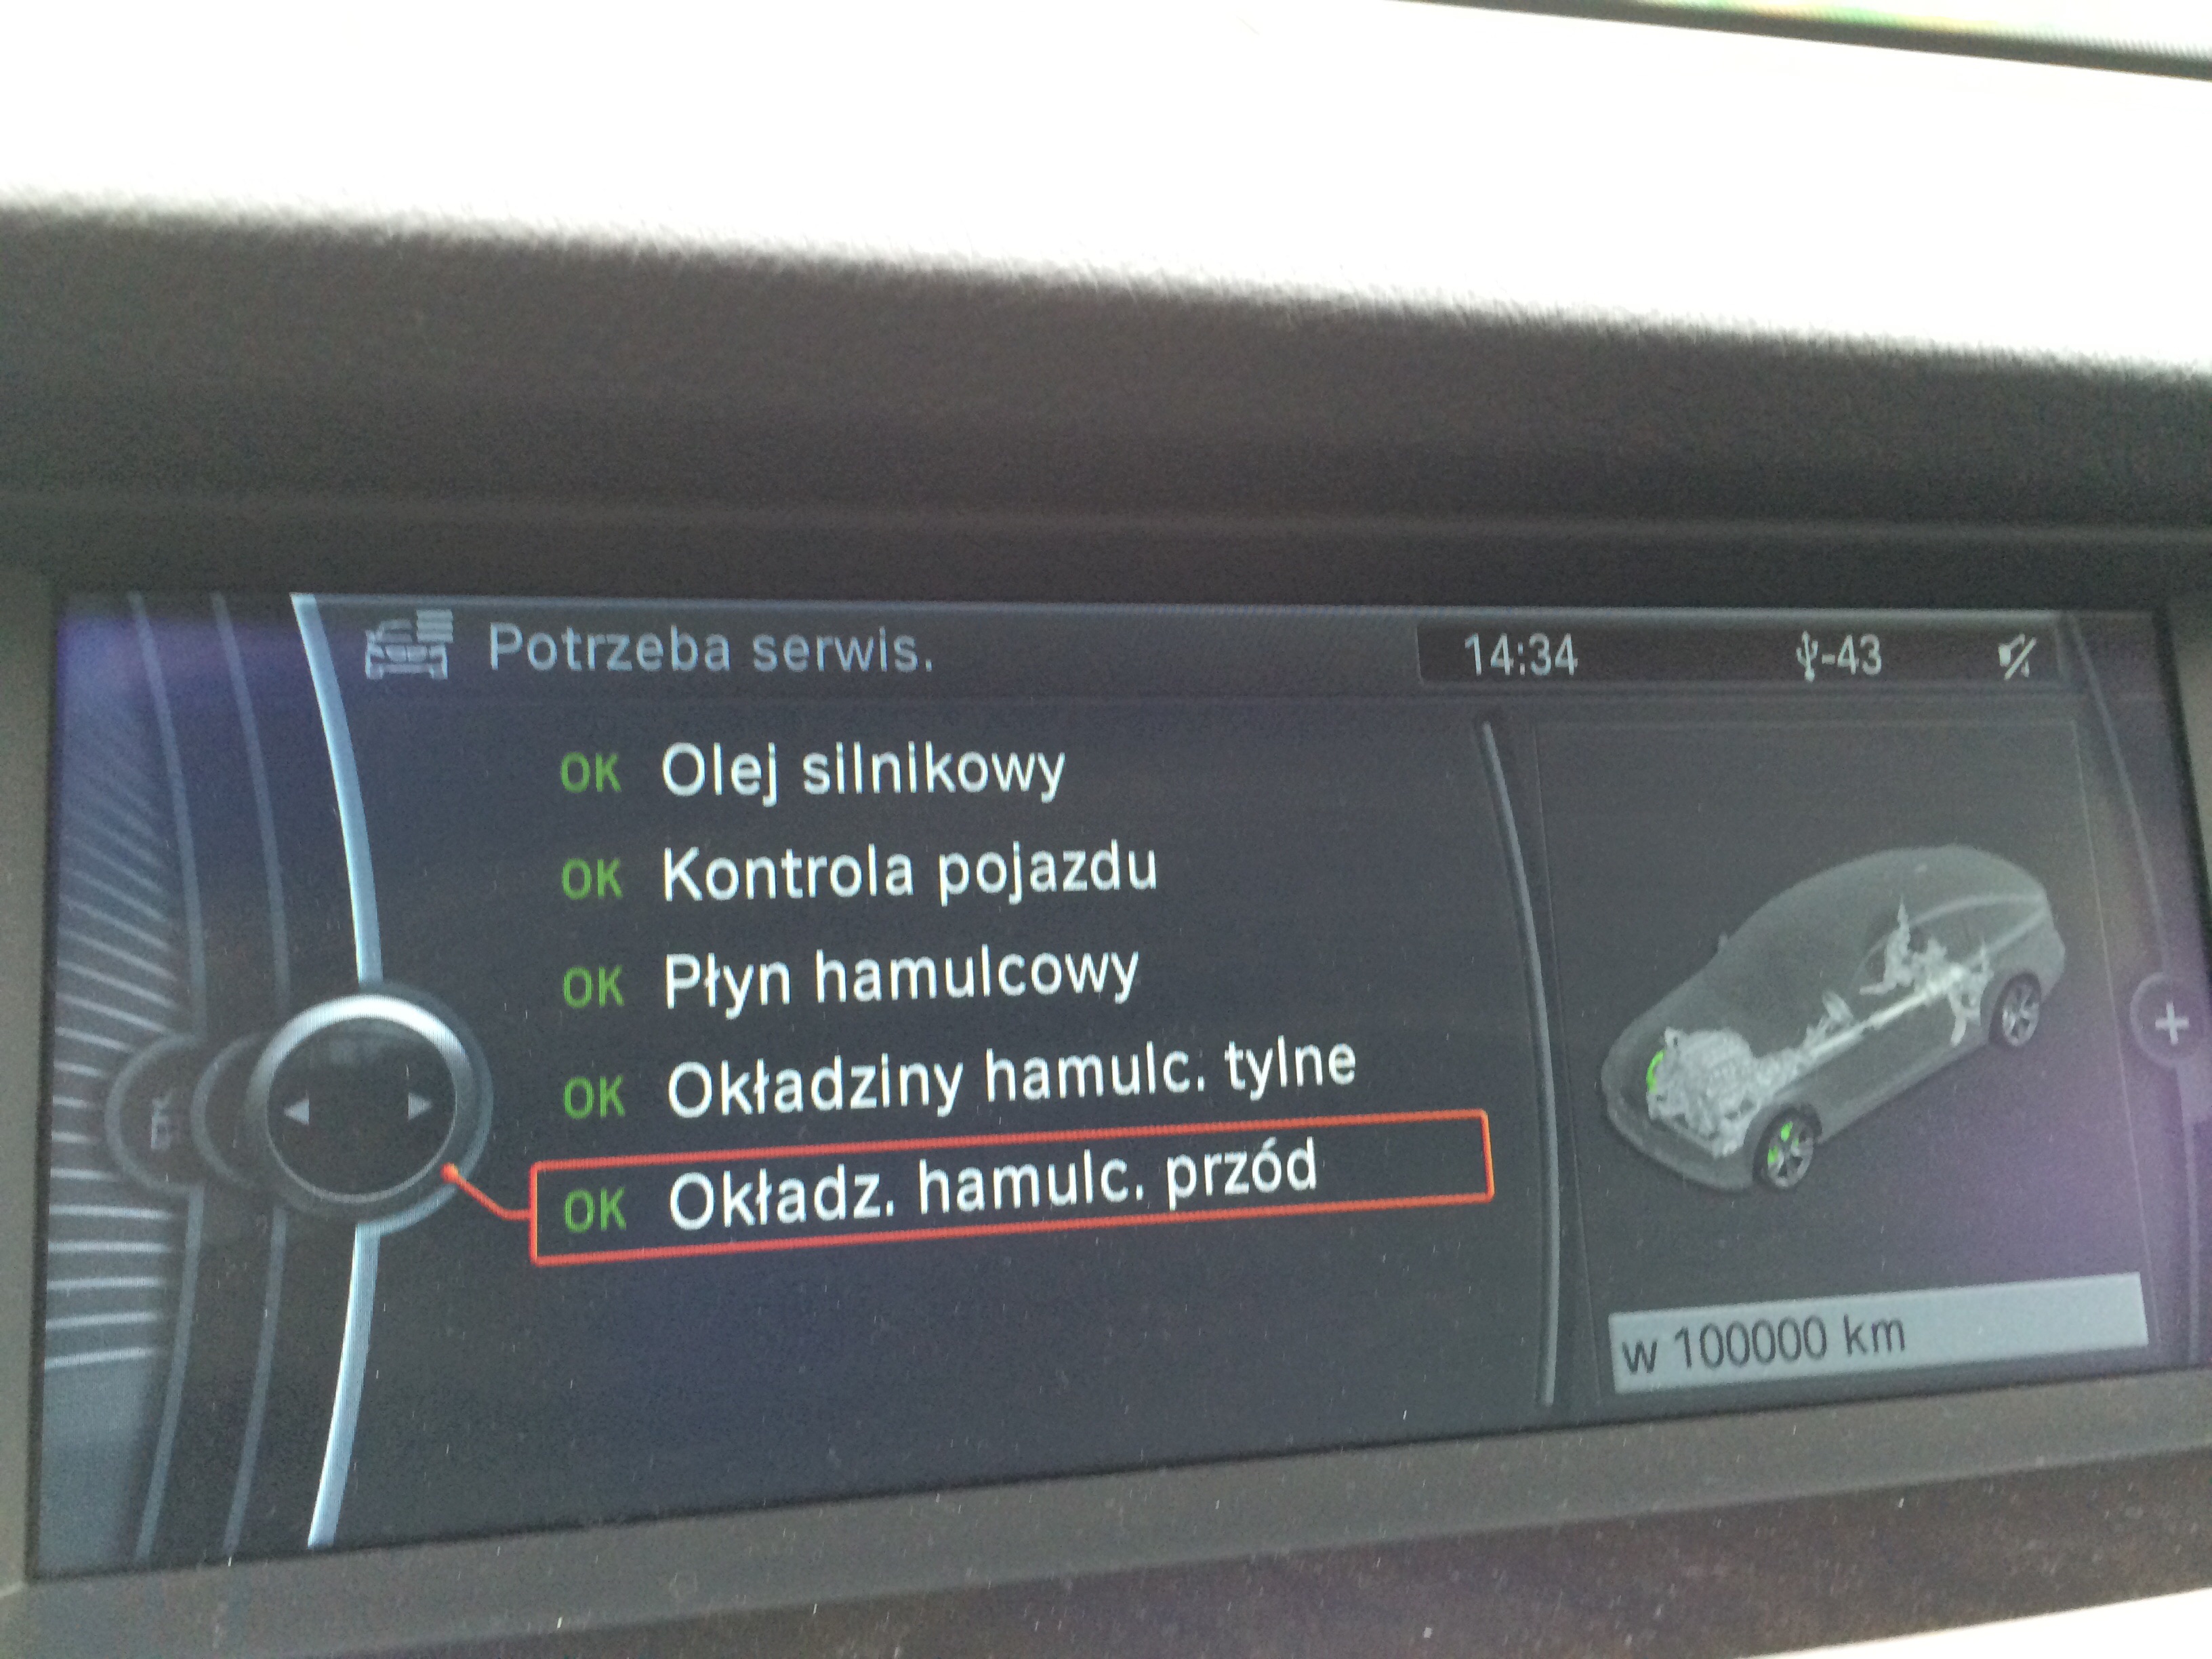 Potrzeba serwis.
14:34
-43
OK Olej silnikowy
OK Kontrola pojazdu
OK Płyn hamulcowy
OK Okładziny hamulc. tylne
OK Okładz. hamulc. przód
w 100000 km
+